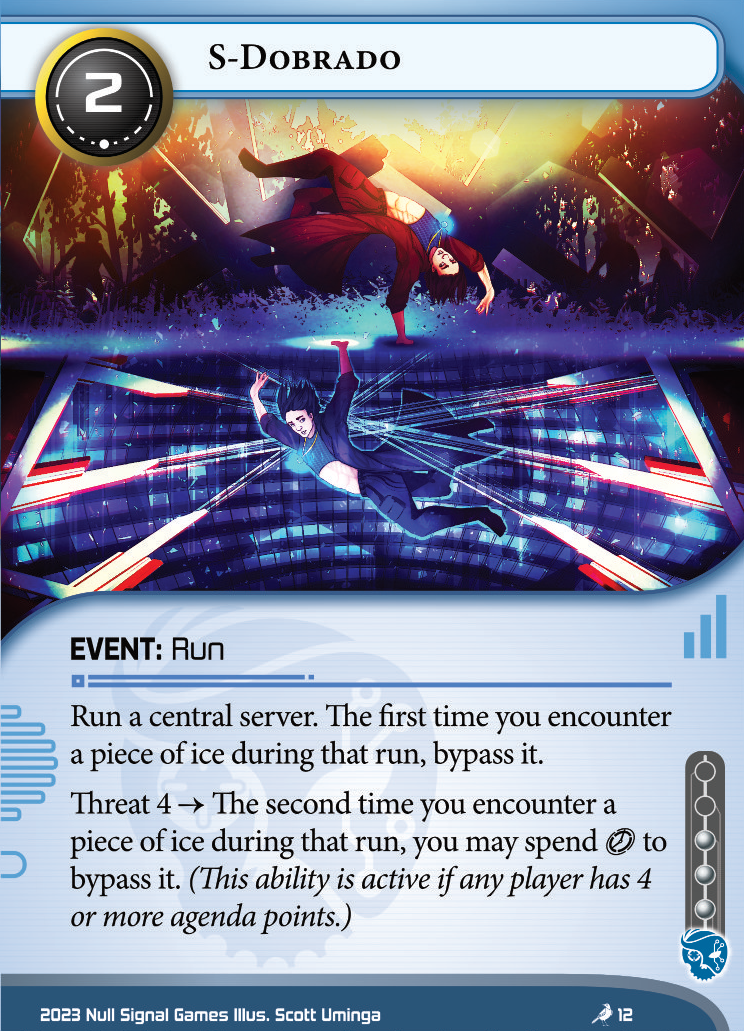 2
S-Dobrado
EVENT: Run
Run a central server. The first time you encounter
a piece of ice during that run, bypass it.
Threat 4 → The second time you encounter a
piece of ice during that run, you may spend to
bypass it. (This ability is active if any player has 4
or more agenda points.)
2023 Null Signal Games Illus. Scott Uminga
12